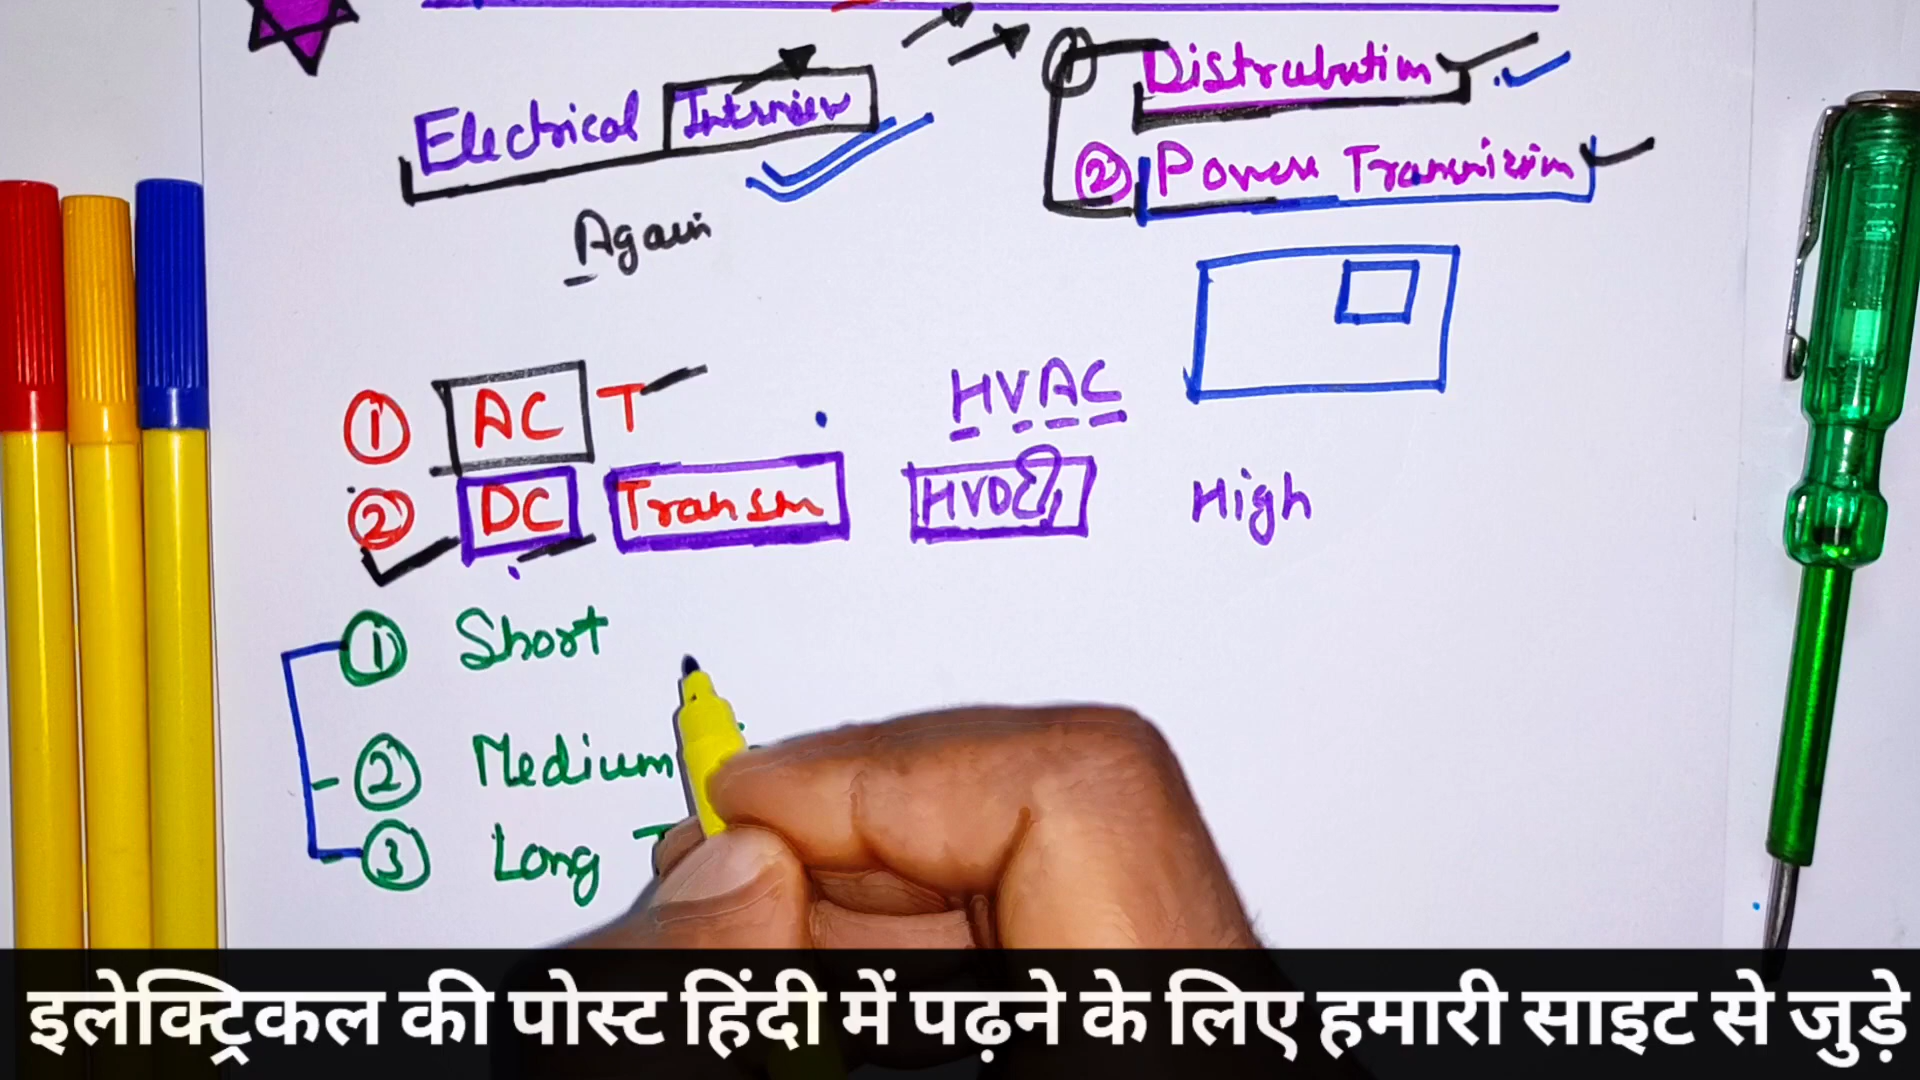 Electrical Interview
① Distrubution
② Power Transmission
Again
① AC T
HVAC
② DC Transm HVDC High
① Short
② Medium
③ Long T
इलेक्ट्रिकल की पोस्ट हिंदी में पढ़ने के लिए हमारी साइट से जुड़े